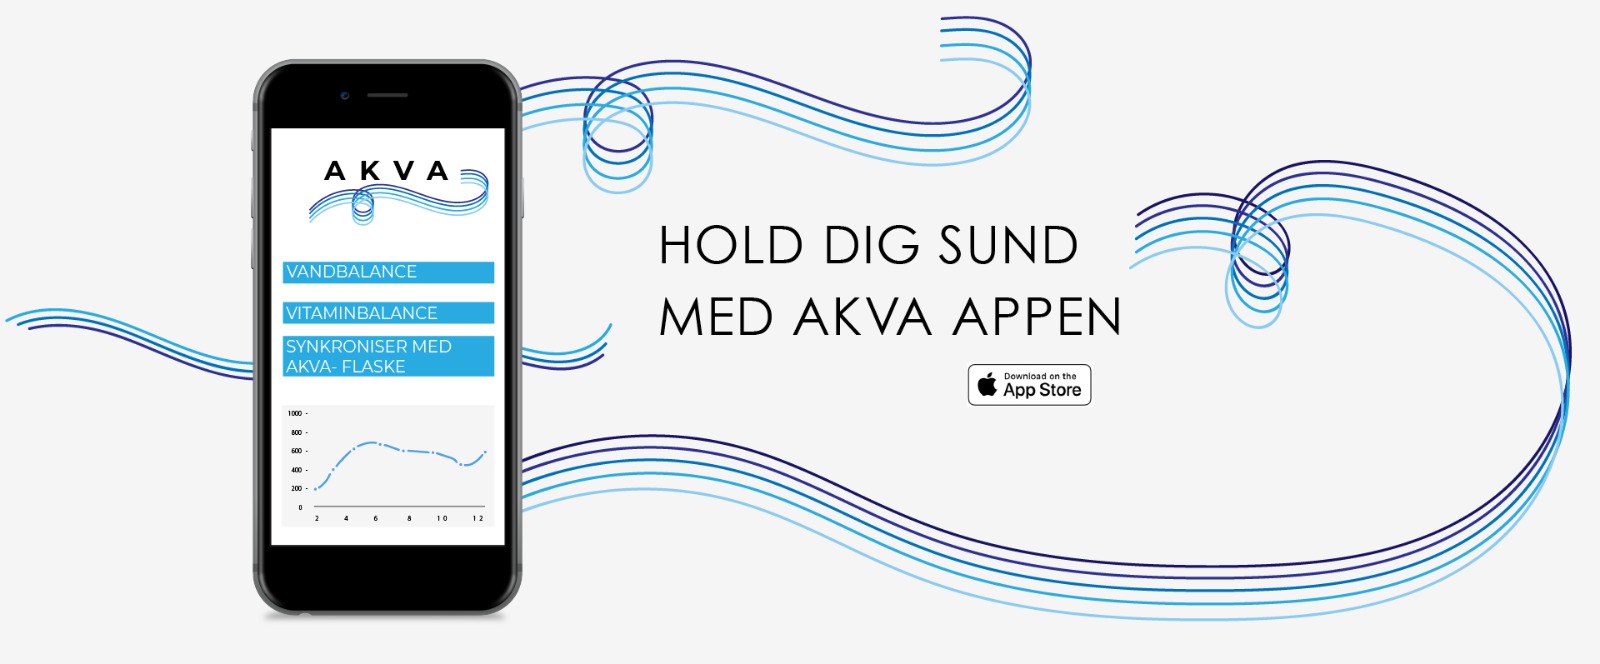 AKVA
VANDBALANCE
VITAMINBALANCE
SYNKRONISER MED
AKVA- FLASKE
1000
800
600
400
200
0
2 4 6 8 10 12
HOLD DIG SUND
MED AKVA APPEN
Download on the
App Store